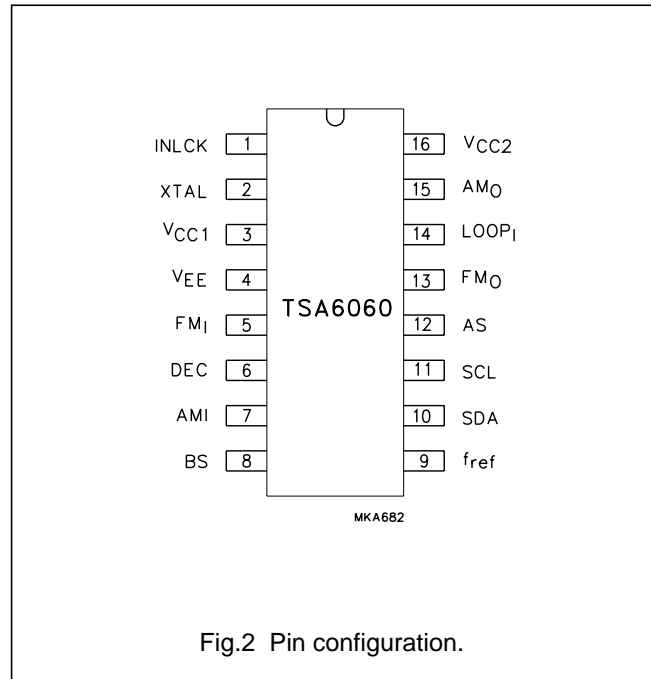 INLCK 1 16 VCC2
XTAL 2 15 AMO
VCC1 3 14 LOOPI
VEE 4 13 FMO
TSA6060
FMI 5 12 AS
DEC 6 11 SCL
AMI 7 10 SDA
BS 8 9 fref
MKA682
Fig.2 Pin configuration.